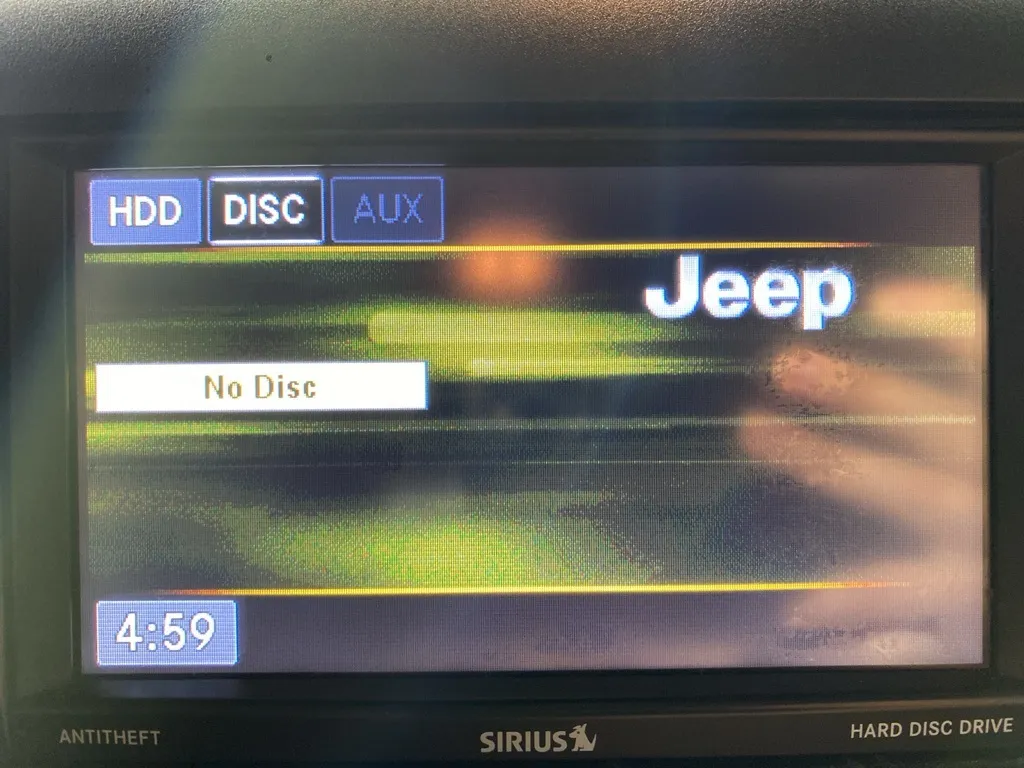 HDD DISC AUX
Jeep
No Disc
4:59
ANTITHEFT SIRIUS HARD DISC DRIVE